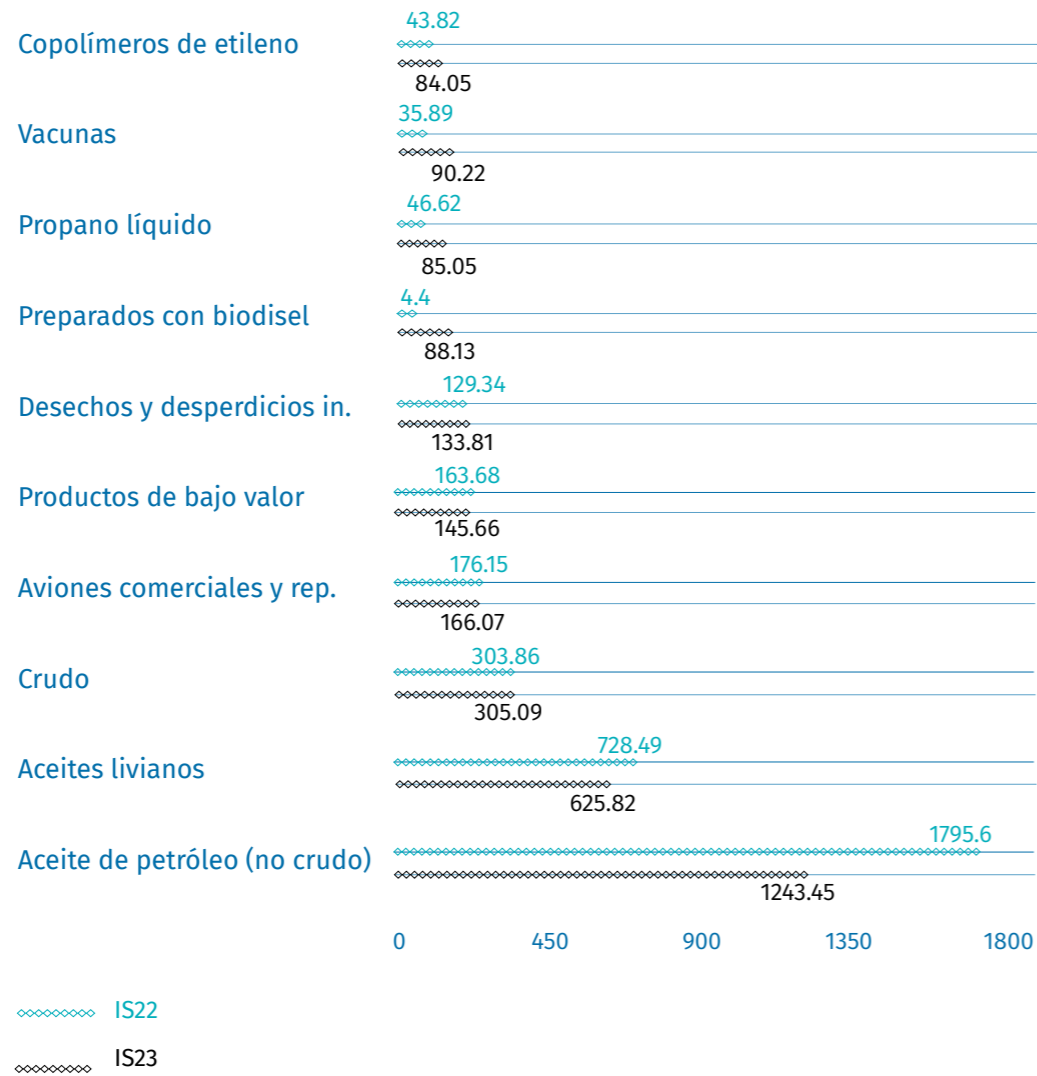 43.82
Copolímeros de etileno
84.05
35.89
Vacunas
90.22
46.62
Propano líquido
85.05
4.4
Preparados con biodisel
88.13
129.34
Desechos y desperdicios in.
133.81
163.68
Productos de bajo valor
145.66
176.15
Aviones comerciales y rep.
166.07
303.86
Crudo
305.09
728.49
Aceites livianos
625.82
1795.6
Aceite de petróleo (no crudo)
1243.45
0 450 900 1350 1800
IS22
IS23